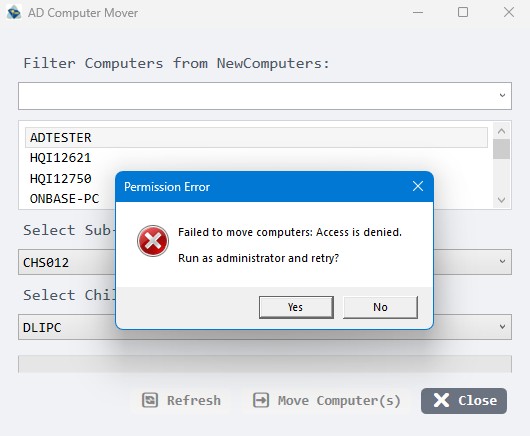 AD Computer Mover
Filter Computers from NewComputers:
ADTESTER
HQI12621
HQI12750
ONBASE-PC
Permission Error
Failed to move computers: Access is denied.
Run as administrator and retry?
Yes No
Select Sub-
CHS012
Select Chil
DLIPC
Refresh Move Computer(s) Close